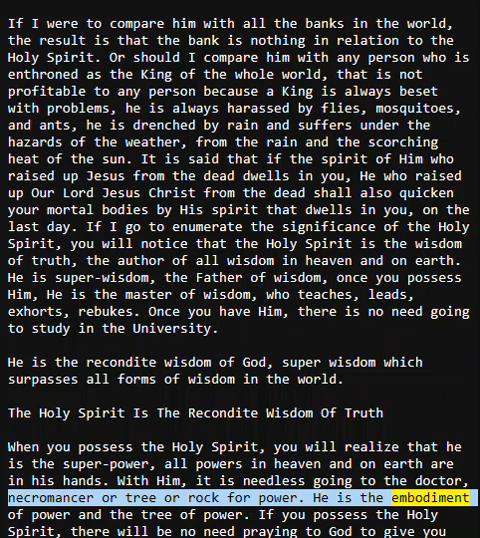 If I were to compare him with all the banks in the world,
the result is that the bank is nothing in relation to the
Holy Spirit. Or should I compare him with any person who is
enthroned as the King of the whole world, that is not
profitable to any person because a King is always beset
with problems, he is always harassed by flies, mosquitoes,
and ants, he is drenched by rain and suffers under the
hazards of the weather, from the rain and the scorching
heat of the sun. It is said that if the spirit of Him who
raised up Jesus from the dead dwells in you, He who raised
up Our Lord Jesus Christ from the dead shall also quicken
your mortal bodies by His spirit that dwells in you, on the
last day. If I go to enumerate the significance of the Holy
Spirit, you will notice that the Holy Spirit is the wisdom
of truth, the author of all wisdom in heaven and on earth.
He is super-wisdom, the Father of wisdom, once you possess
Him, He is the master of wisdom, who teaches, leads,
exhorts, rebukes. Once you have Him, there is no need going
to study in the University.
He is the recondite wisdom of God, super wisdom which
surpasses all forms of wisdom in the world.
The Holy Spirit Is The Recondite Wisdom Of Truth
When you possess the Holy Spirit, you will realize that he
is the super-power, all powers in heaven and on earth are
in his hands. With Him, it is needless going to the doctor,
necromancer or tree or rock for power. He is the embodiment
of power and the tree of power. If you possess the Holy
Spirit, there will be no need praying to God to give you